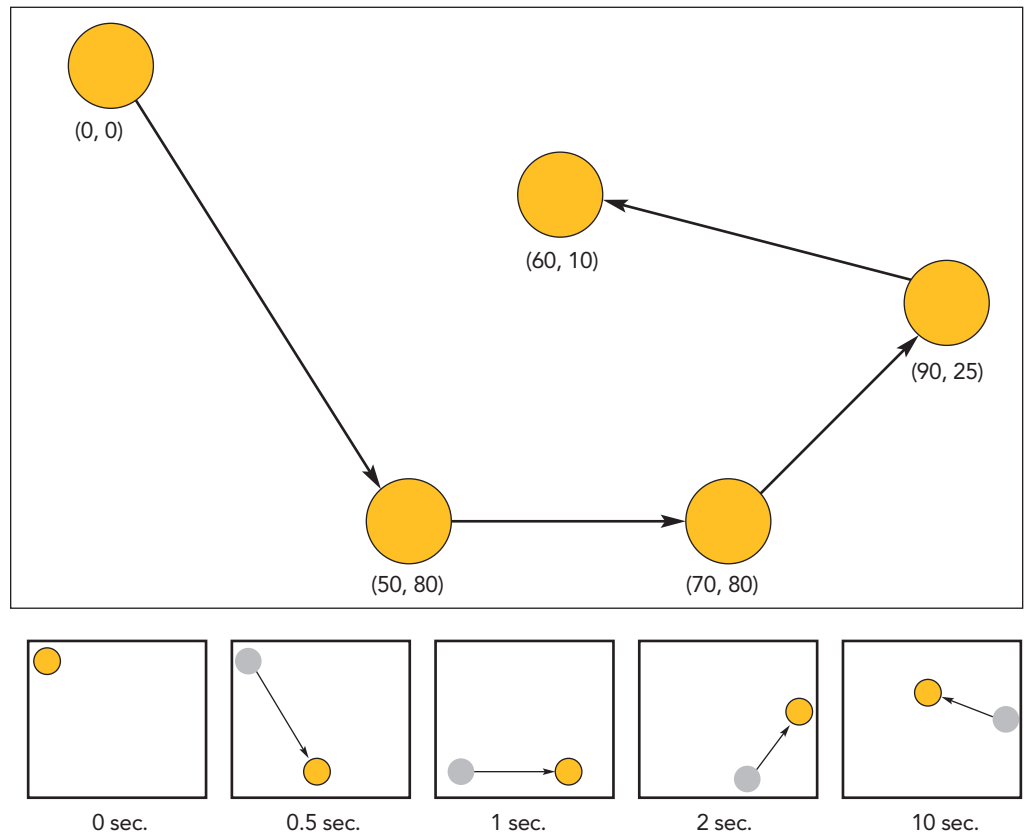 (0, 0)
(60, 10)
(90, 25)
(50, 80)
(70, 80)
0 sec.
0.5 sec.
1 sec.
2 sec.
10 sec.